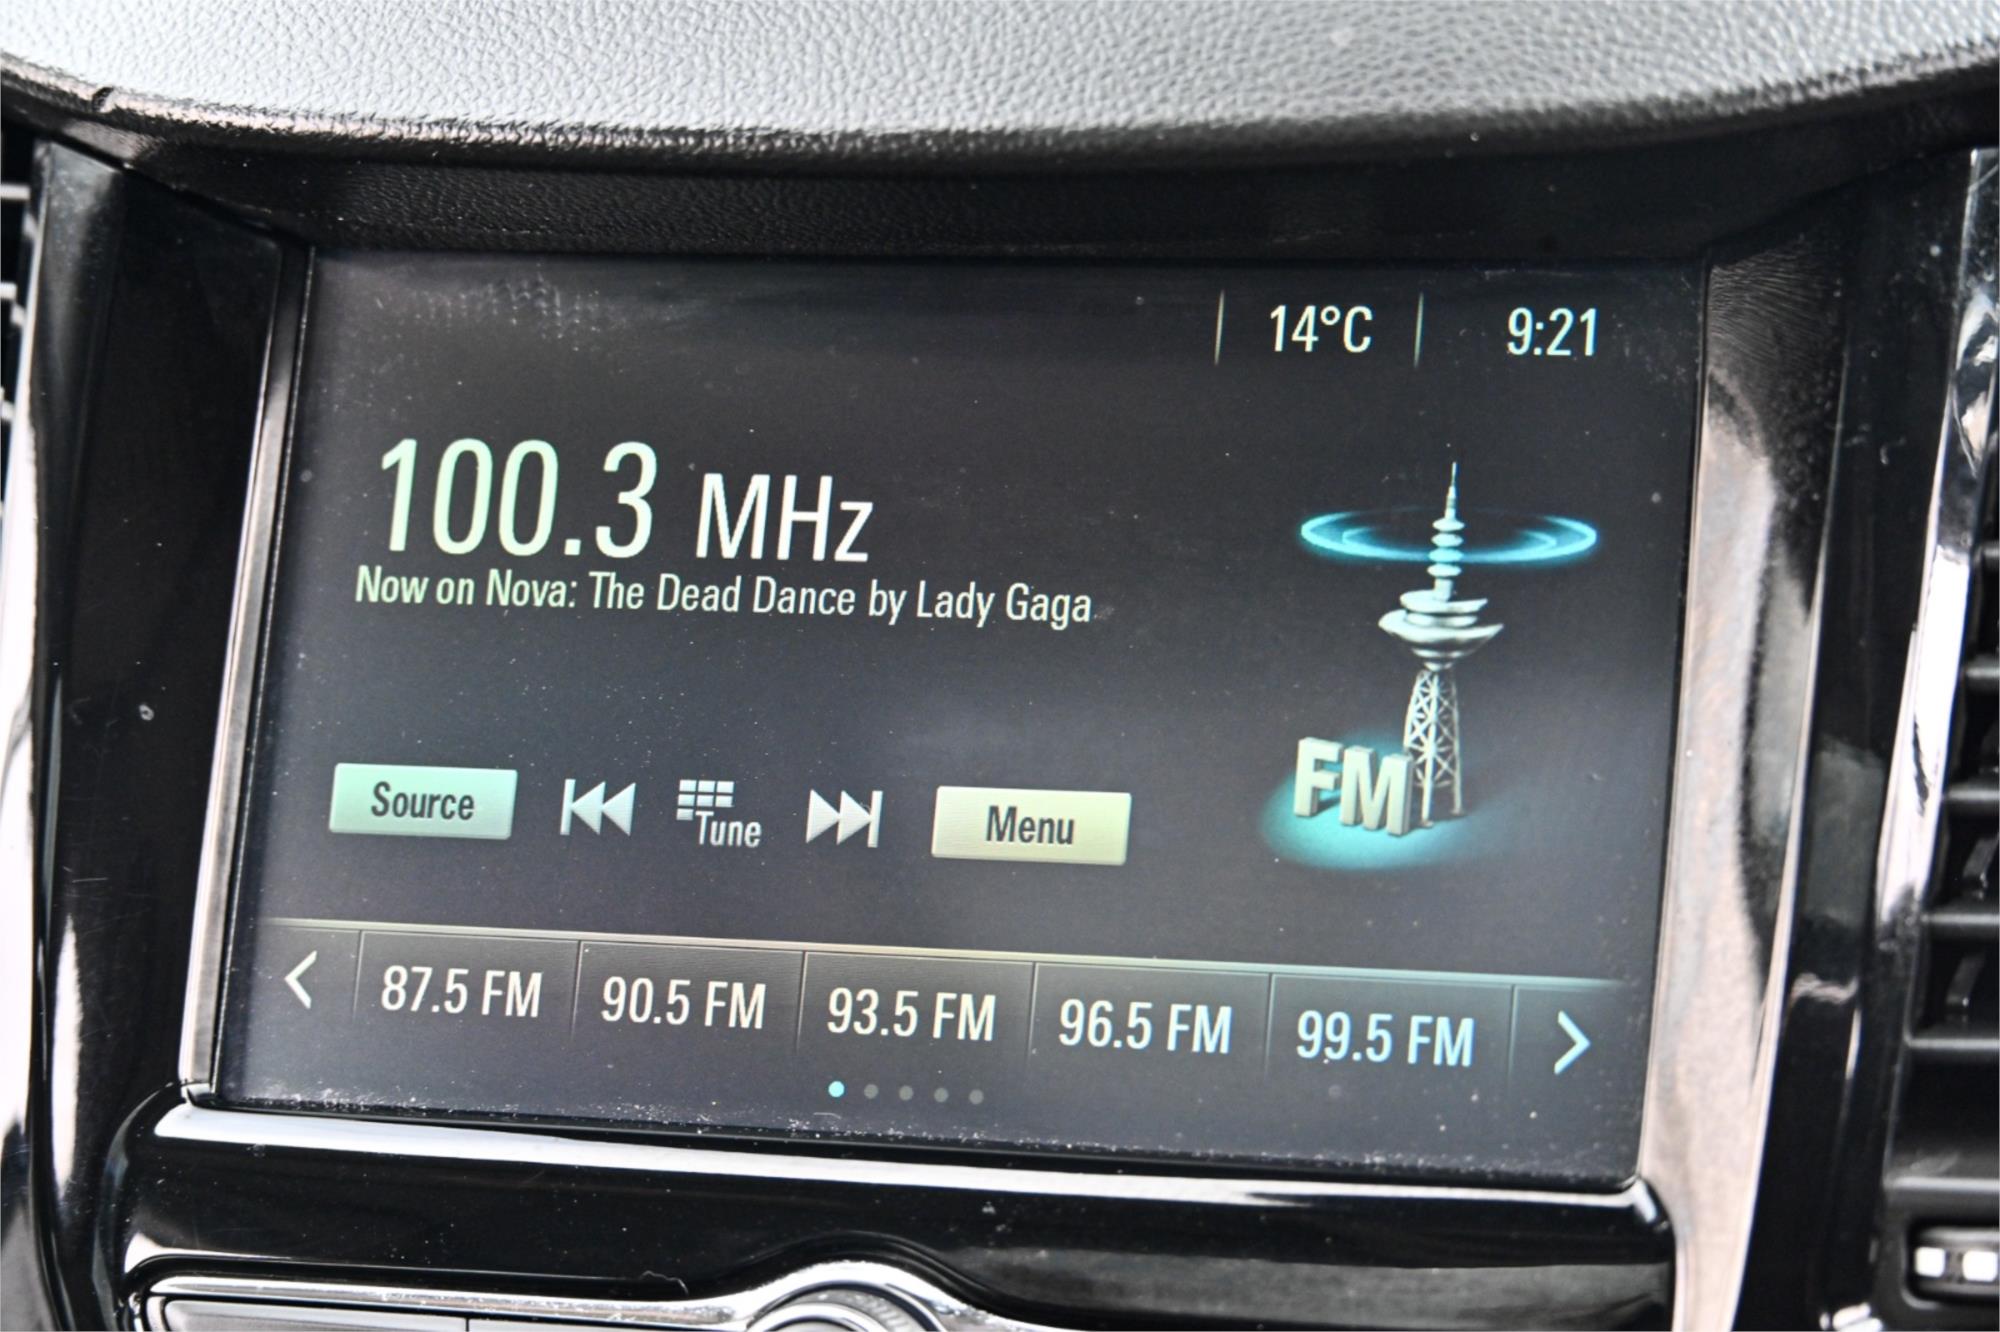 14°C 9:21
100.3 MHz
Now on Nova: The Dead Dance by Lady Gaga
Source Tune Menu
FM
87.5 FM 90.5 FM 93.5 FM 96.5 FM 99.5 FM